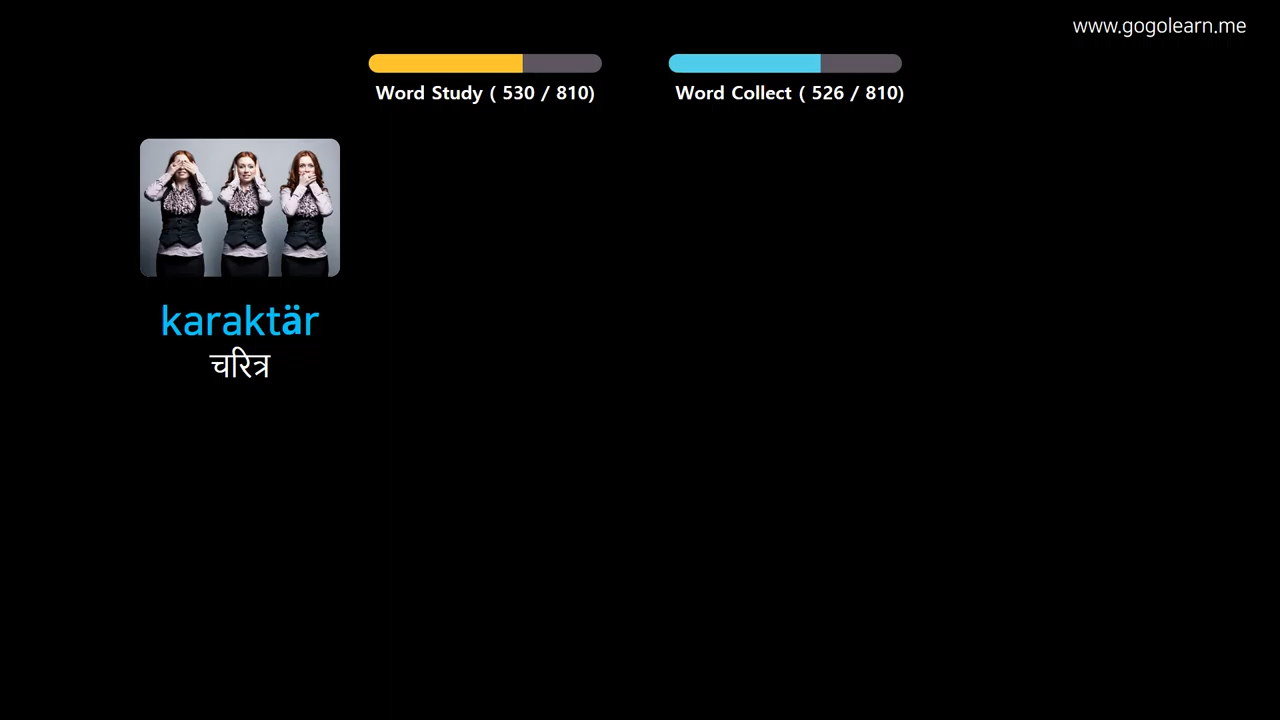 www.gogolearn.me
Word Study ( 530 / 810)
Word Collect ( 526 / 810)
karaktär
चरित्र